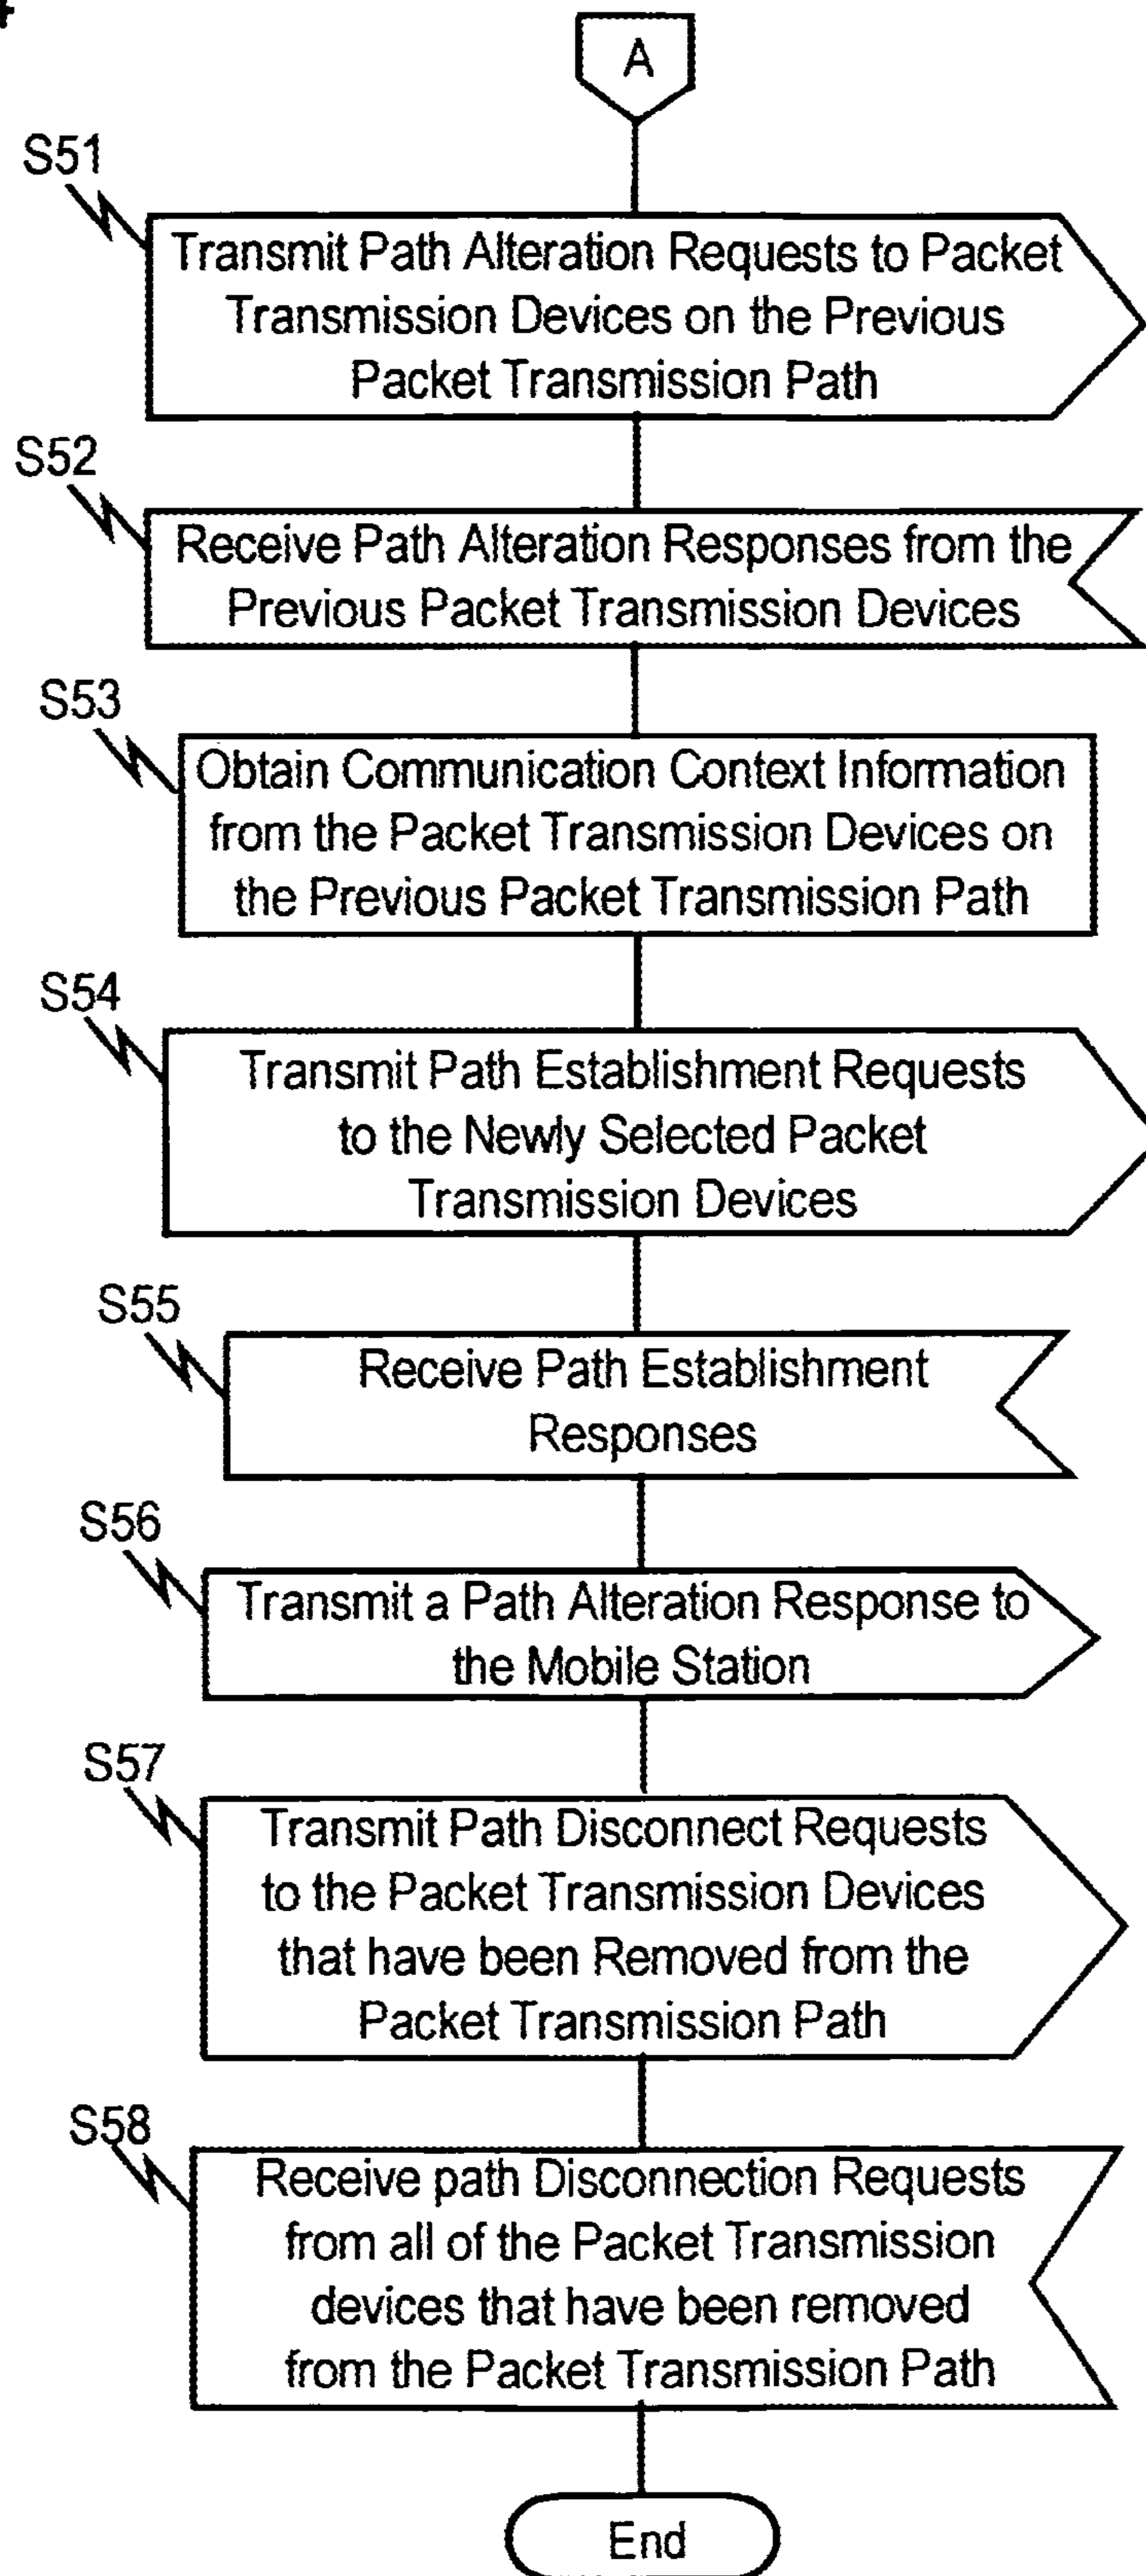 A
S51
Transmit Path Alteration Requests to Packet
Transmission Devices on the Previous
Packet Transmission Path
S52
Receive Path Alteration Responses from the
Previous Packet Transmission Devices
S53
Obtain Communication Context Information
from the Packet Transmission Devices on
the Previous Packet Transmission Path
S54
Transmit Path Establishment Requests
to the Newly Selected Packet
Transmission Devices
S55
Receive Path Establishment
Responses
S56
Transmit a Path Alteration Response to
the Mobile Station
S57
Transmit Path Disconnect Requests
to the Packet Transmission Devices
that have been Removed from the
Packet Transmission Path
S58
Receive path Disconnection Requests
from all of the Packet Transmission
devices that have been removed
from the Packet Transmission Path
End